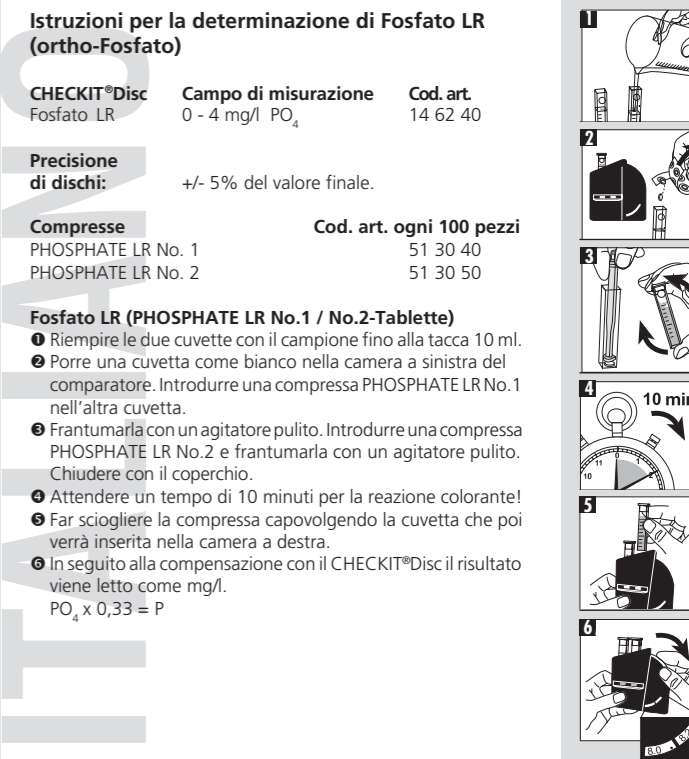 Istruzioni per la determinazione di Fosfato LR
(ortho-Fosfato)
CHECKIT®Disc Campo di misurazione Cod. art.
Fosfato LR 0 - 4 mg/l PO₄ 14 62 40
Precisione
di dischi: +/- 5% del valore finale.
Compresse Cod. art. ogni 100 pezzi
PHOSPHATE LR No. 1 51 30 40
PHOSPHATE LR No. 2 51 30 50
Fosfato LR (PHOSPHATE LR No.1 / No.2-Tablette)
❶ Riempire le due cuvette con il campione fino alla tacca 10 ml.
❷ Porre una cuvetta come bianco nella camera a sinistra del
comparatore. Introdurre una compressa PHOSPHATE LR No.1
nell'altra cuvetta.
❸ Frantumarla con un agitatore pulito. Introdurre una compressa
PHOSPHATE LR No.2 e frantumarla con un agitatore pulito.
Chiudere con il coperchio.
❹ Attendere un tempo di 10 minuti per la reazione colorante!
❺ Far sciogliere la compressa capovolgendo la cuvetta che poi
verrà inserita nella camera a destra.
❻ In seguito alla compensazione con il CHECKIT®Disc il risultato
viene letto come mg/l.
PO₄ x 0,33 = P
ITALIANO
1
2
3
4
10 min
11 0 1
10 2
5
6
8.0 8.2